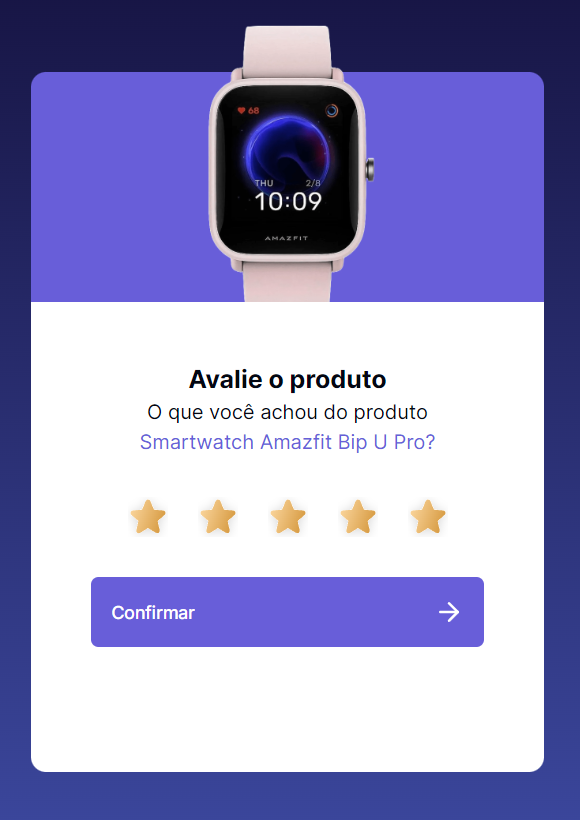 68
THU 2/8
10:09
AMAZFIT
Avalie o produto
O que você achou do produto
Smartwatch Amazfit Bip U Pro?
Confirmar